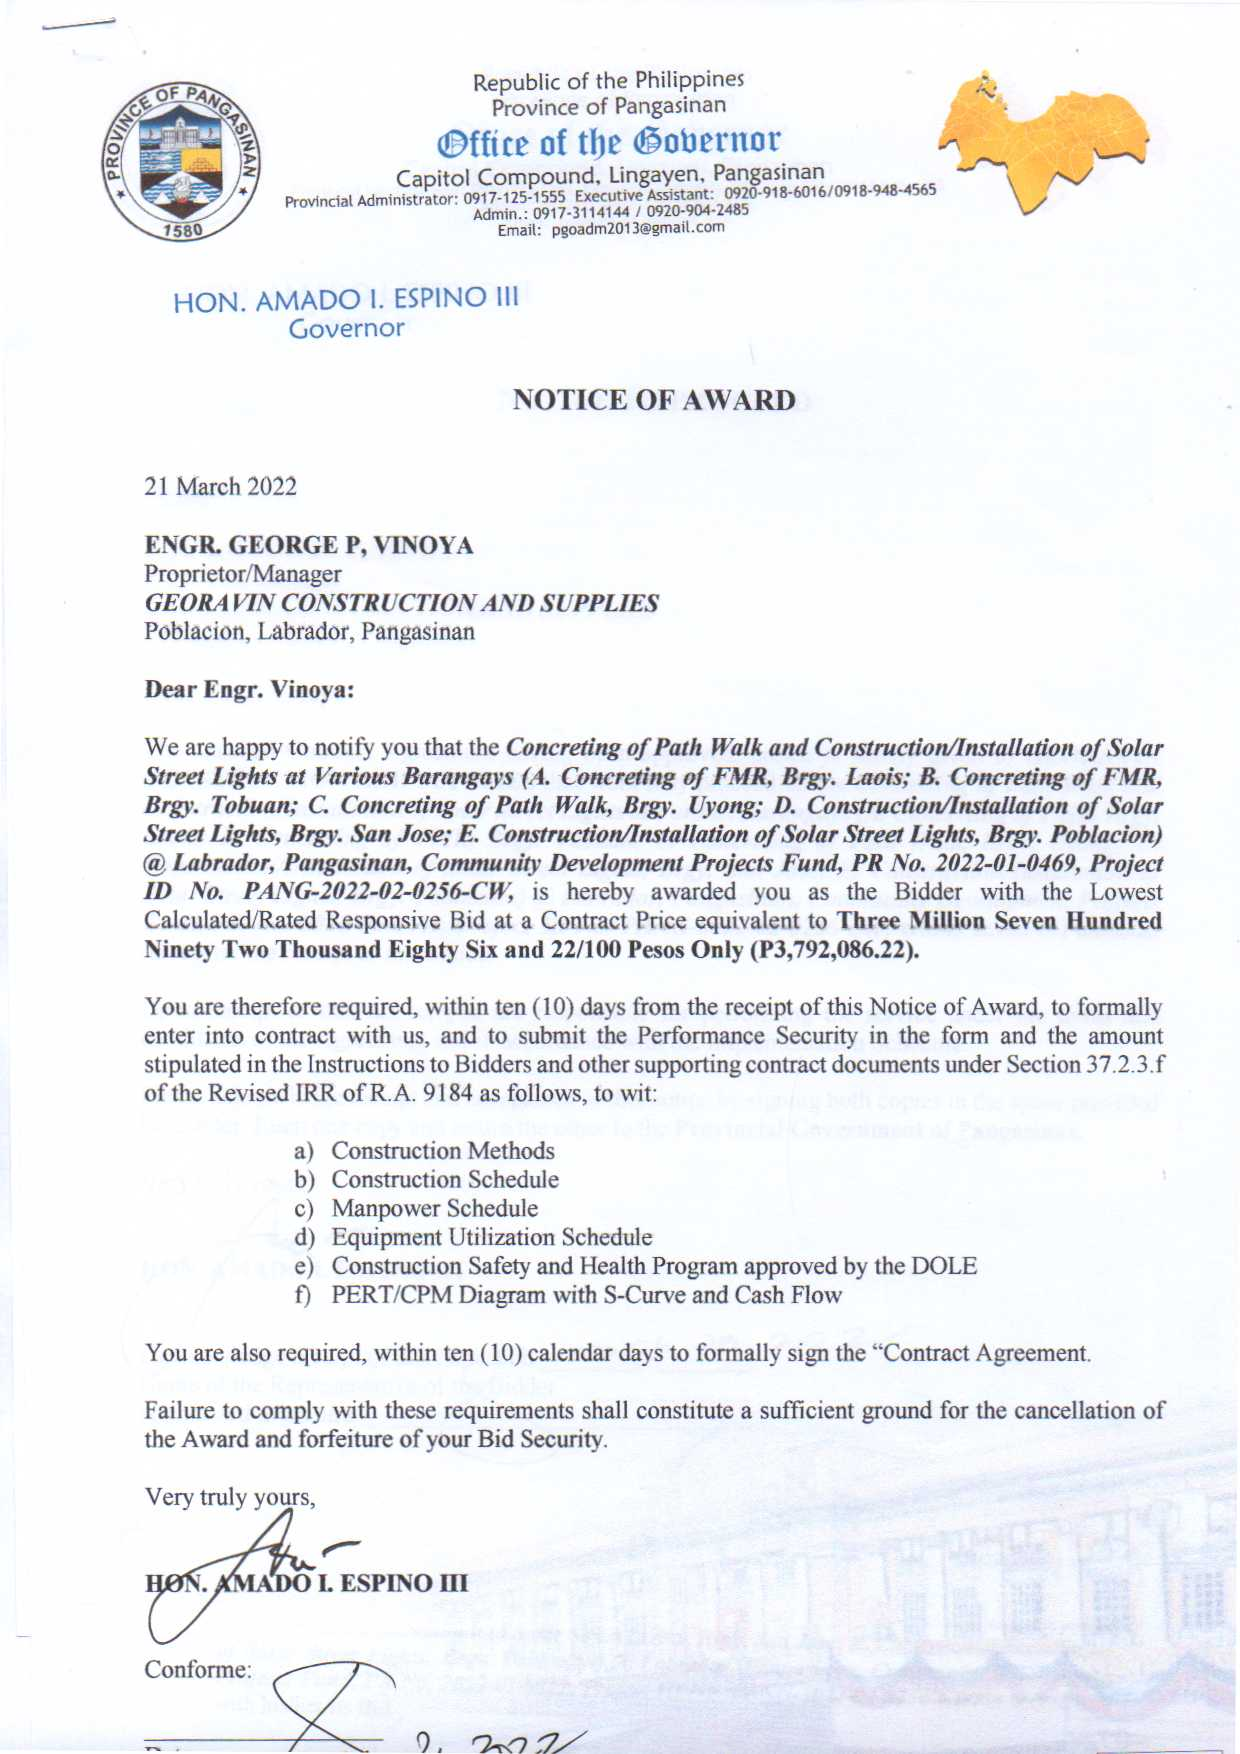 Republic of the Philippines
Province of Pangasinan
Office of the Governor
Capitol Compound, Lingayen, Pangasinan
Provincial Administrator: 0917-125-1555 Executive Assistant: 0920-918-6016/0918-948-4565
Admin.: 0917-3114144 / 0920-904-2485
Email: pgoadm2013@gmail.com
PROVINCE OF PANGASINAN
1580
HON. AMADO I. ESPINO III
Governor
NOTICE OF AWARD
21 March 2022
ENGR. GEORGE P, VINOYA
Proprietor/Manager
GEORAVIN CONSTRUCTION AND SUPPLIES
Poblacion, Labrador, Pangasinan
Dear Engr. Vinoya:
We are happy to notify you that the Concreting of Path Walk and Construction/Installation of Solar
Street Lights at Various Barangays (A. Concreting of FMR, Brgy. Laois; B. Concreting of FMR,
Brgy. Tobuan; C. Concreting of Path Walk, Brgy. Uyong; D. Construction/Installation of Solar
Street Lights, Brgy. San Jose; E. Construction/Installation of Solar Street Lights, Brgy. Poblacion)
@ Labrador, Pangasinan, Community Development Projects Fund, PR No. 2022-01-0469, Project
ID No. PANG-2022-02-0256-CW, is hereby awarded you as the Bidder with the Lowest
Calculated/Rated Responsive Bid at a Contract Price equivalent to Three Million Seven Hundred
Ninety Two Thousand Eighty Six and 22/100 Pesos Only (P3,792,086.22).
You are therefore required, within ten (10) days from the receipt of this Notice of Award, to formally
enter into contract with us, and to submit the Performance Security in the form and the amount
stipulated in the Instructions to Bidders and other supporting contract documents under Section 37.2.3.f
of the Revised IRR of R.A. 9184 as follows, to wit:
a) Construction Methods
b) Construction Schedule
c) Manpower Schedule
d) Equipment Utilization Schedule
e) Construction Safety and Health Program approved by the DOLE
f) PERT/CPM Diagram with S-Curve and Cash Flow
You are also required, within ten (10) calendar days to formally sign the “Contract Agreement.
Failure to comply with these requirements shall constitute a sufficient ground for the cancellation of
the Award and forfeiture of your Bid Security.
Very truly yours,
HON. AMADO I. ESPINO III
Conforme:
2022